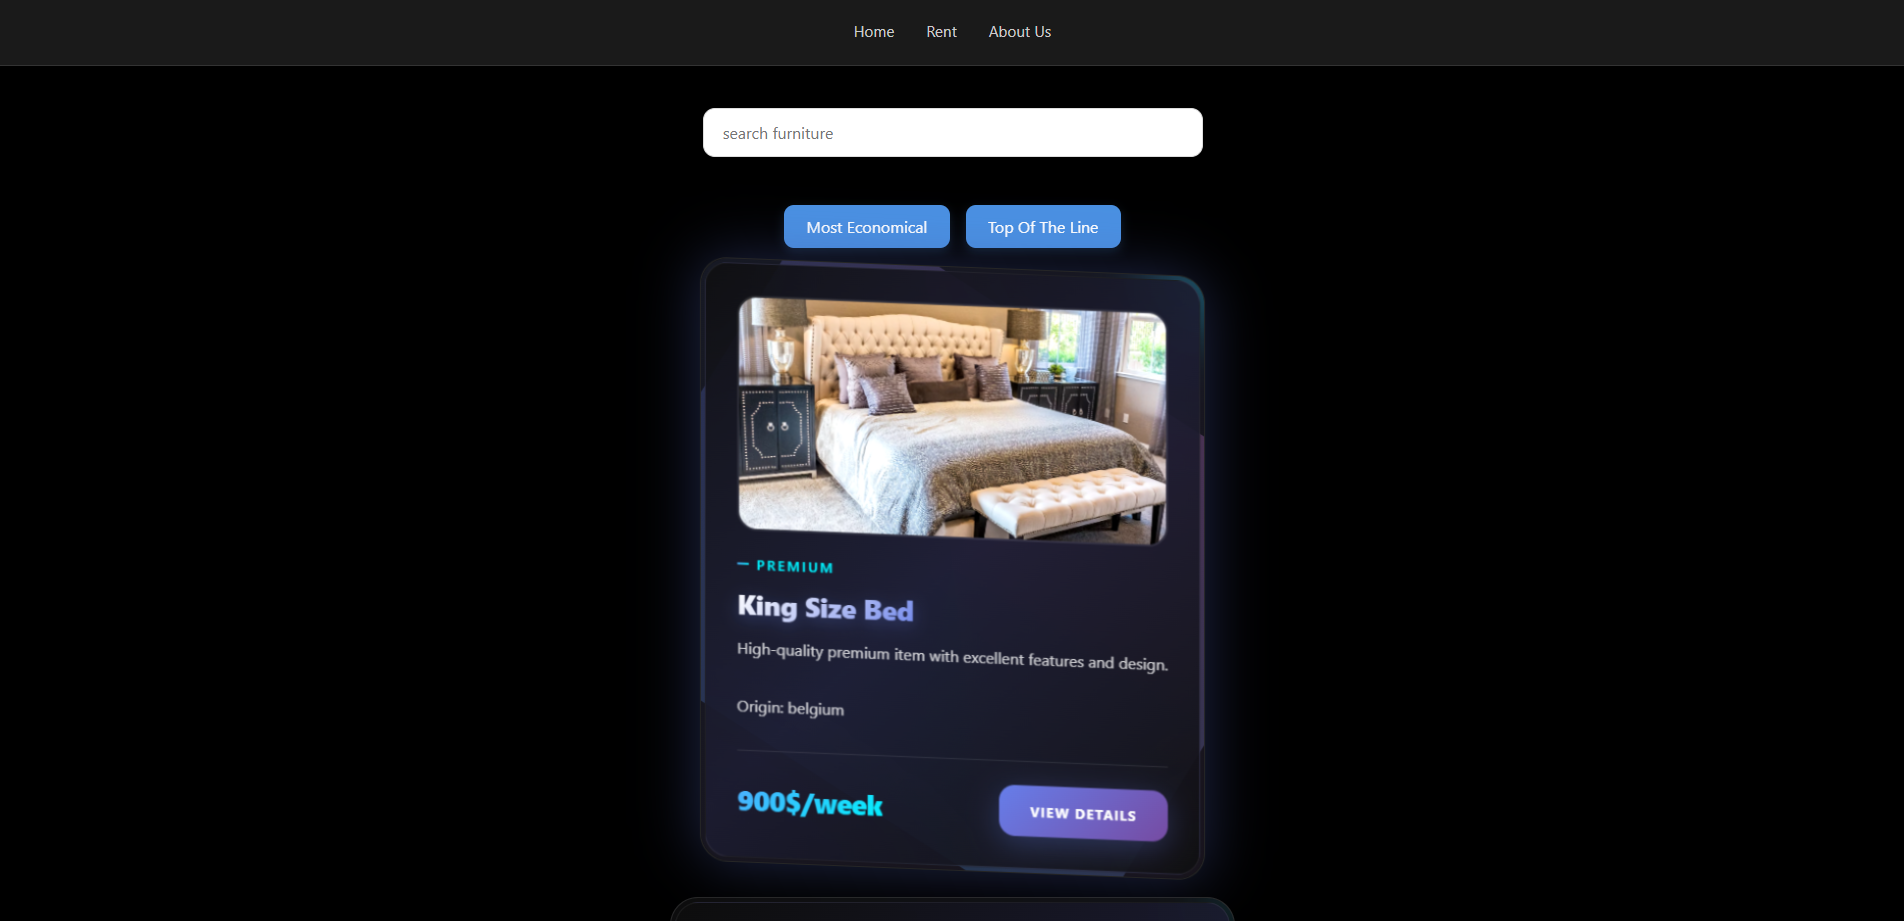 Home Rent About Us
search furniture
Most Economical Top Of The Line
— PREMIUM
King Size Bed
High-quality premium item with excellent features and design.
Origin: belgium
900$/week VIEW DETAILS